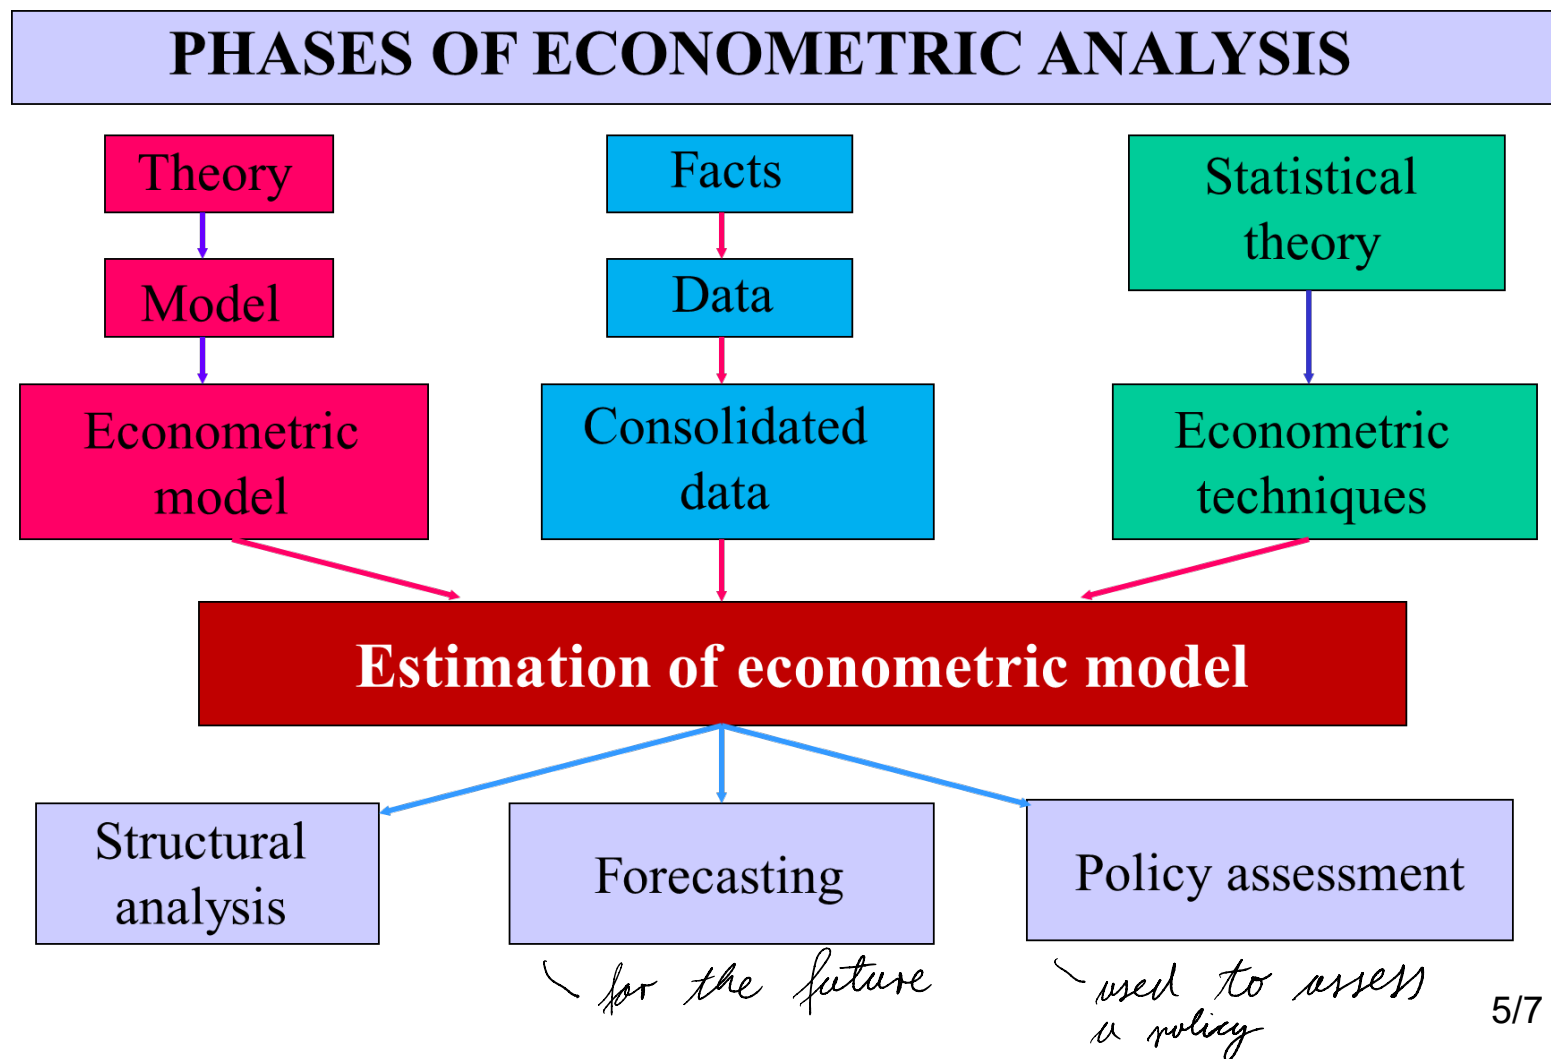 PHASES OF ECONOMETRIC ANALYSIS
Theory
Facts
Statistical
theory
Model
Data
Econometric
model
Consolidated
data
Econometric
techniques
Estimation of econometric model
Structural
analysis
Forecasting
Policy assessment
for the future
used to assess
a policy
5/7